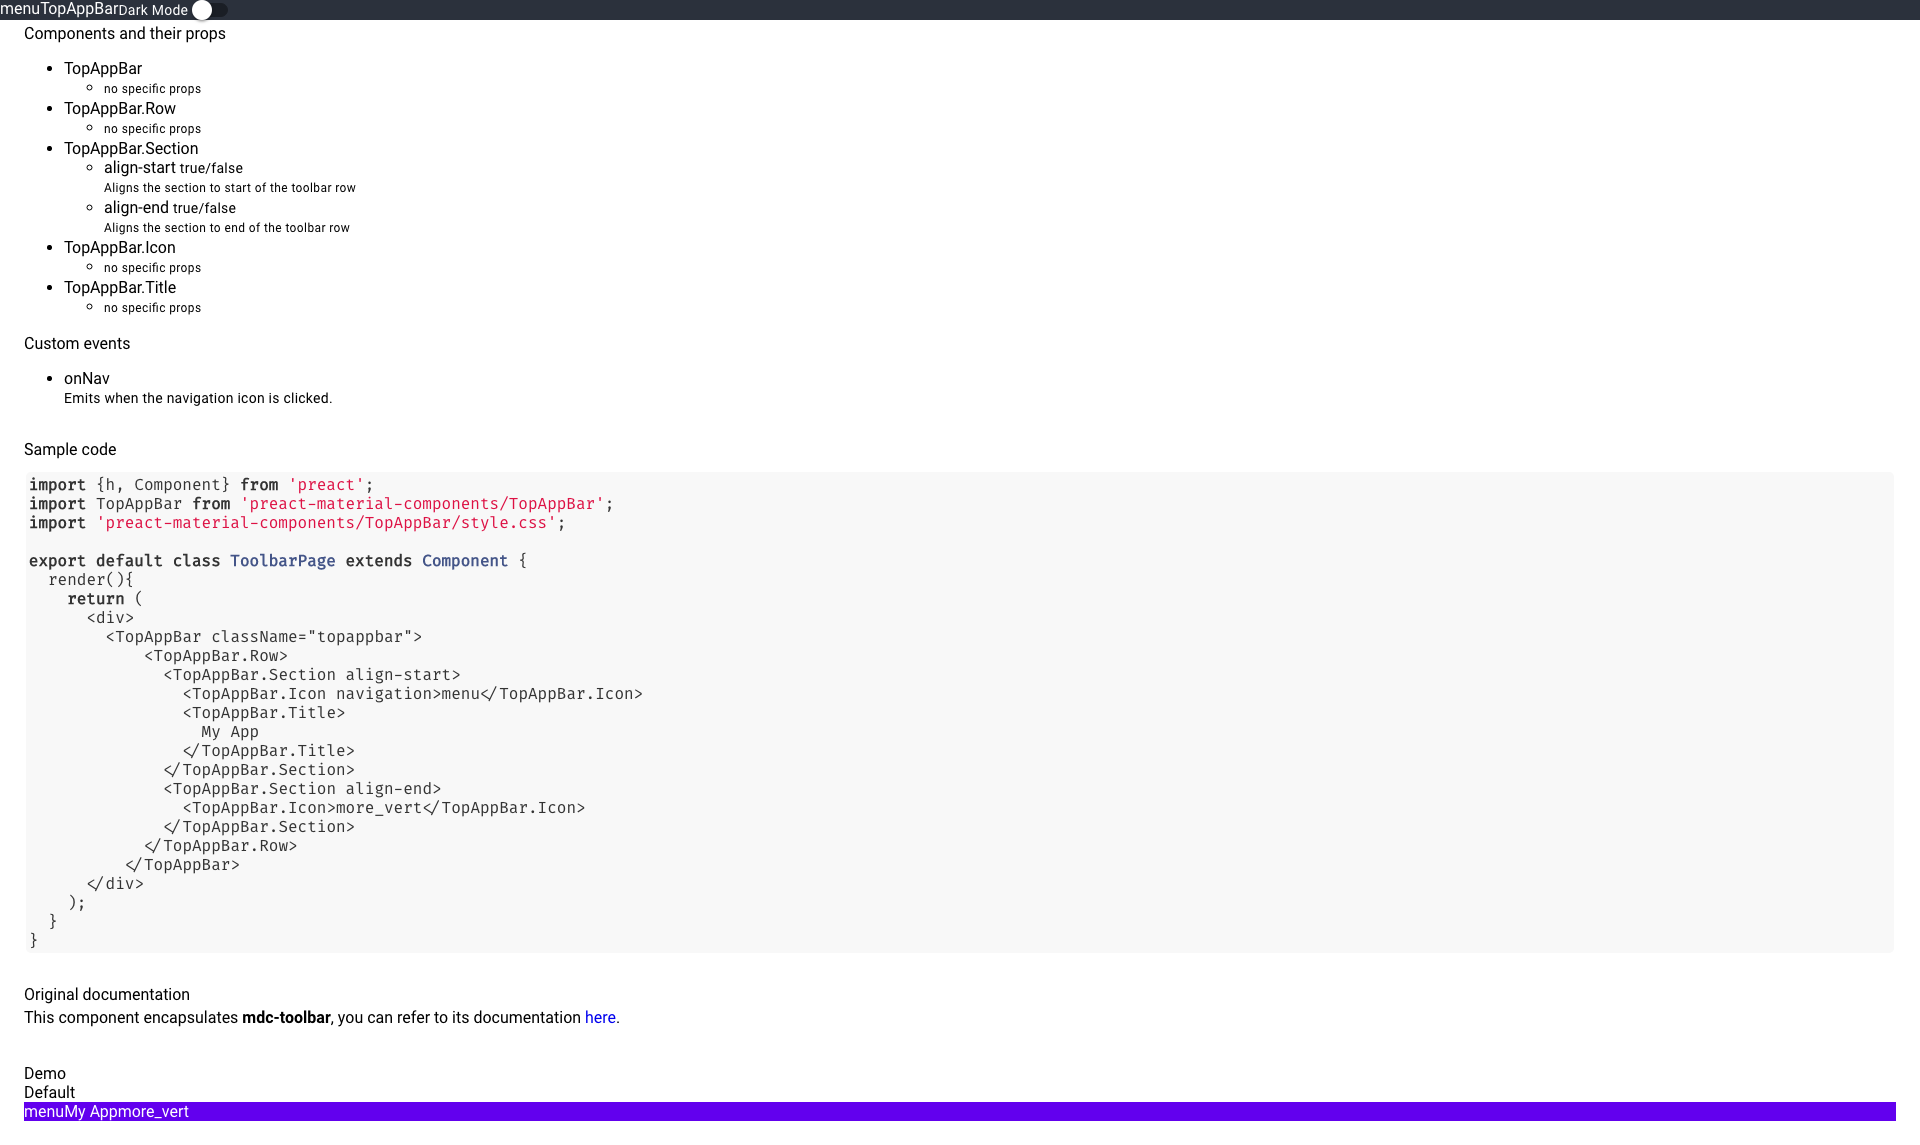 menuTopAppBarDark Mode
Components and their props
TopAppBar
no specific props
TopAppBar.Row
no specific props
TopAppBar.Section
align-start true/false
Aligns the section to start of the toolbar row
align-end true/false
Aligns the section to end of the toolbar row
TopAppBar.Icon
no specific props
TopAppBar.Title
no specific props
Custom events
onNav
Emits when the navigation icon is clicked.
Sample code
import {h, Component} from 'preact';
import TopAppBar from 'preact-material-components/TopAppBar';
import 'preact-material-components/TopAppBar/style.css';
export default class ToolbarPage extends Component {
render(){
return (
<div>
<TopAppBar className="topappbar">
<TopAppBar.Row>
<TopAppBar.Section align-start>
<TopAppBar.Icon navigation>menu</TopAppBar.Icon>
<TopAppBar.Title>
My App
</TopAppBar.Title>
</TopAppBar.Section>
<TopAppBar.Section align-end>
<TopAppBar.Icon>more_vert</TopAppBar.Icon>
</TopAppBar.Section>
</TopAppBar.Row>
</TopAppBar>
</div>
);
}
}
Original documentation
This component encapsulates mdc-toolbar, you can refer to its documentation here.
Demo
Default
menuMy Appmore_vert